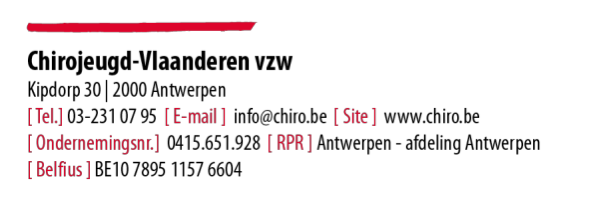 Chirojeugd-Vlaanderen vzw
Kipdorp 30 | 2000 Antwerpen
[ Tel.] 03-231 07 95 [ E-mail ] info@chiro.be [ Site ] www.chiro.be
[ Ondernemingsnr.] 0415.651.928 [ RPR ] Antwerpen - afdeling Antwerpen
[ Belfius ] BE10 7895 1157 6604